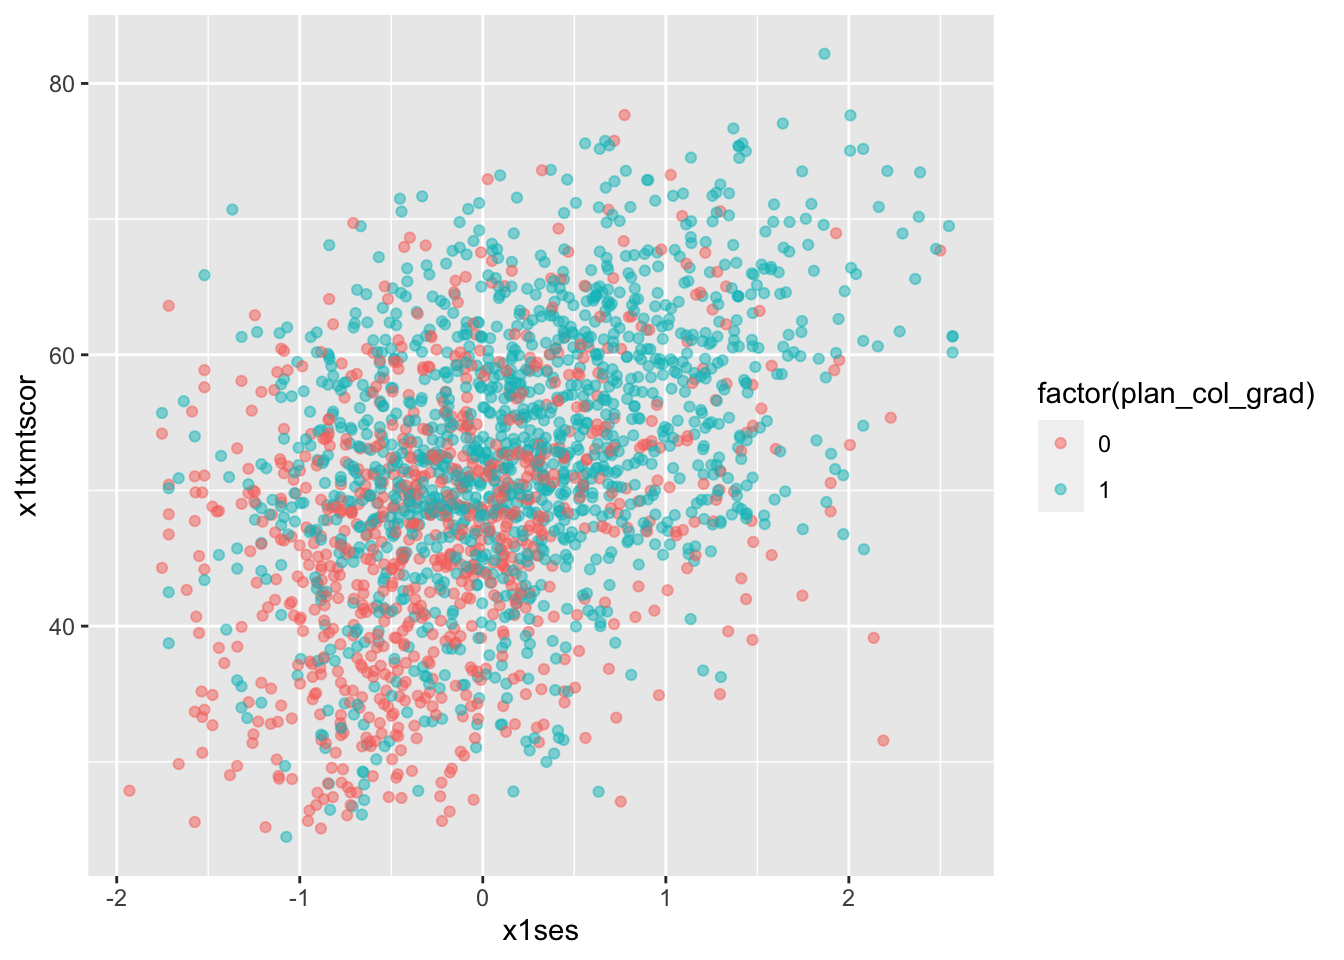 80
60
40
x1txmtscor
-2 -1 0 1 2
x1ses
factor(plan_col_grad)
0
1